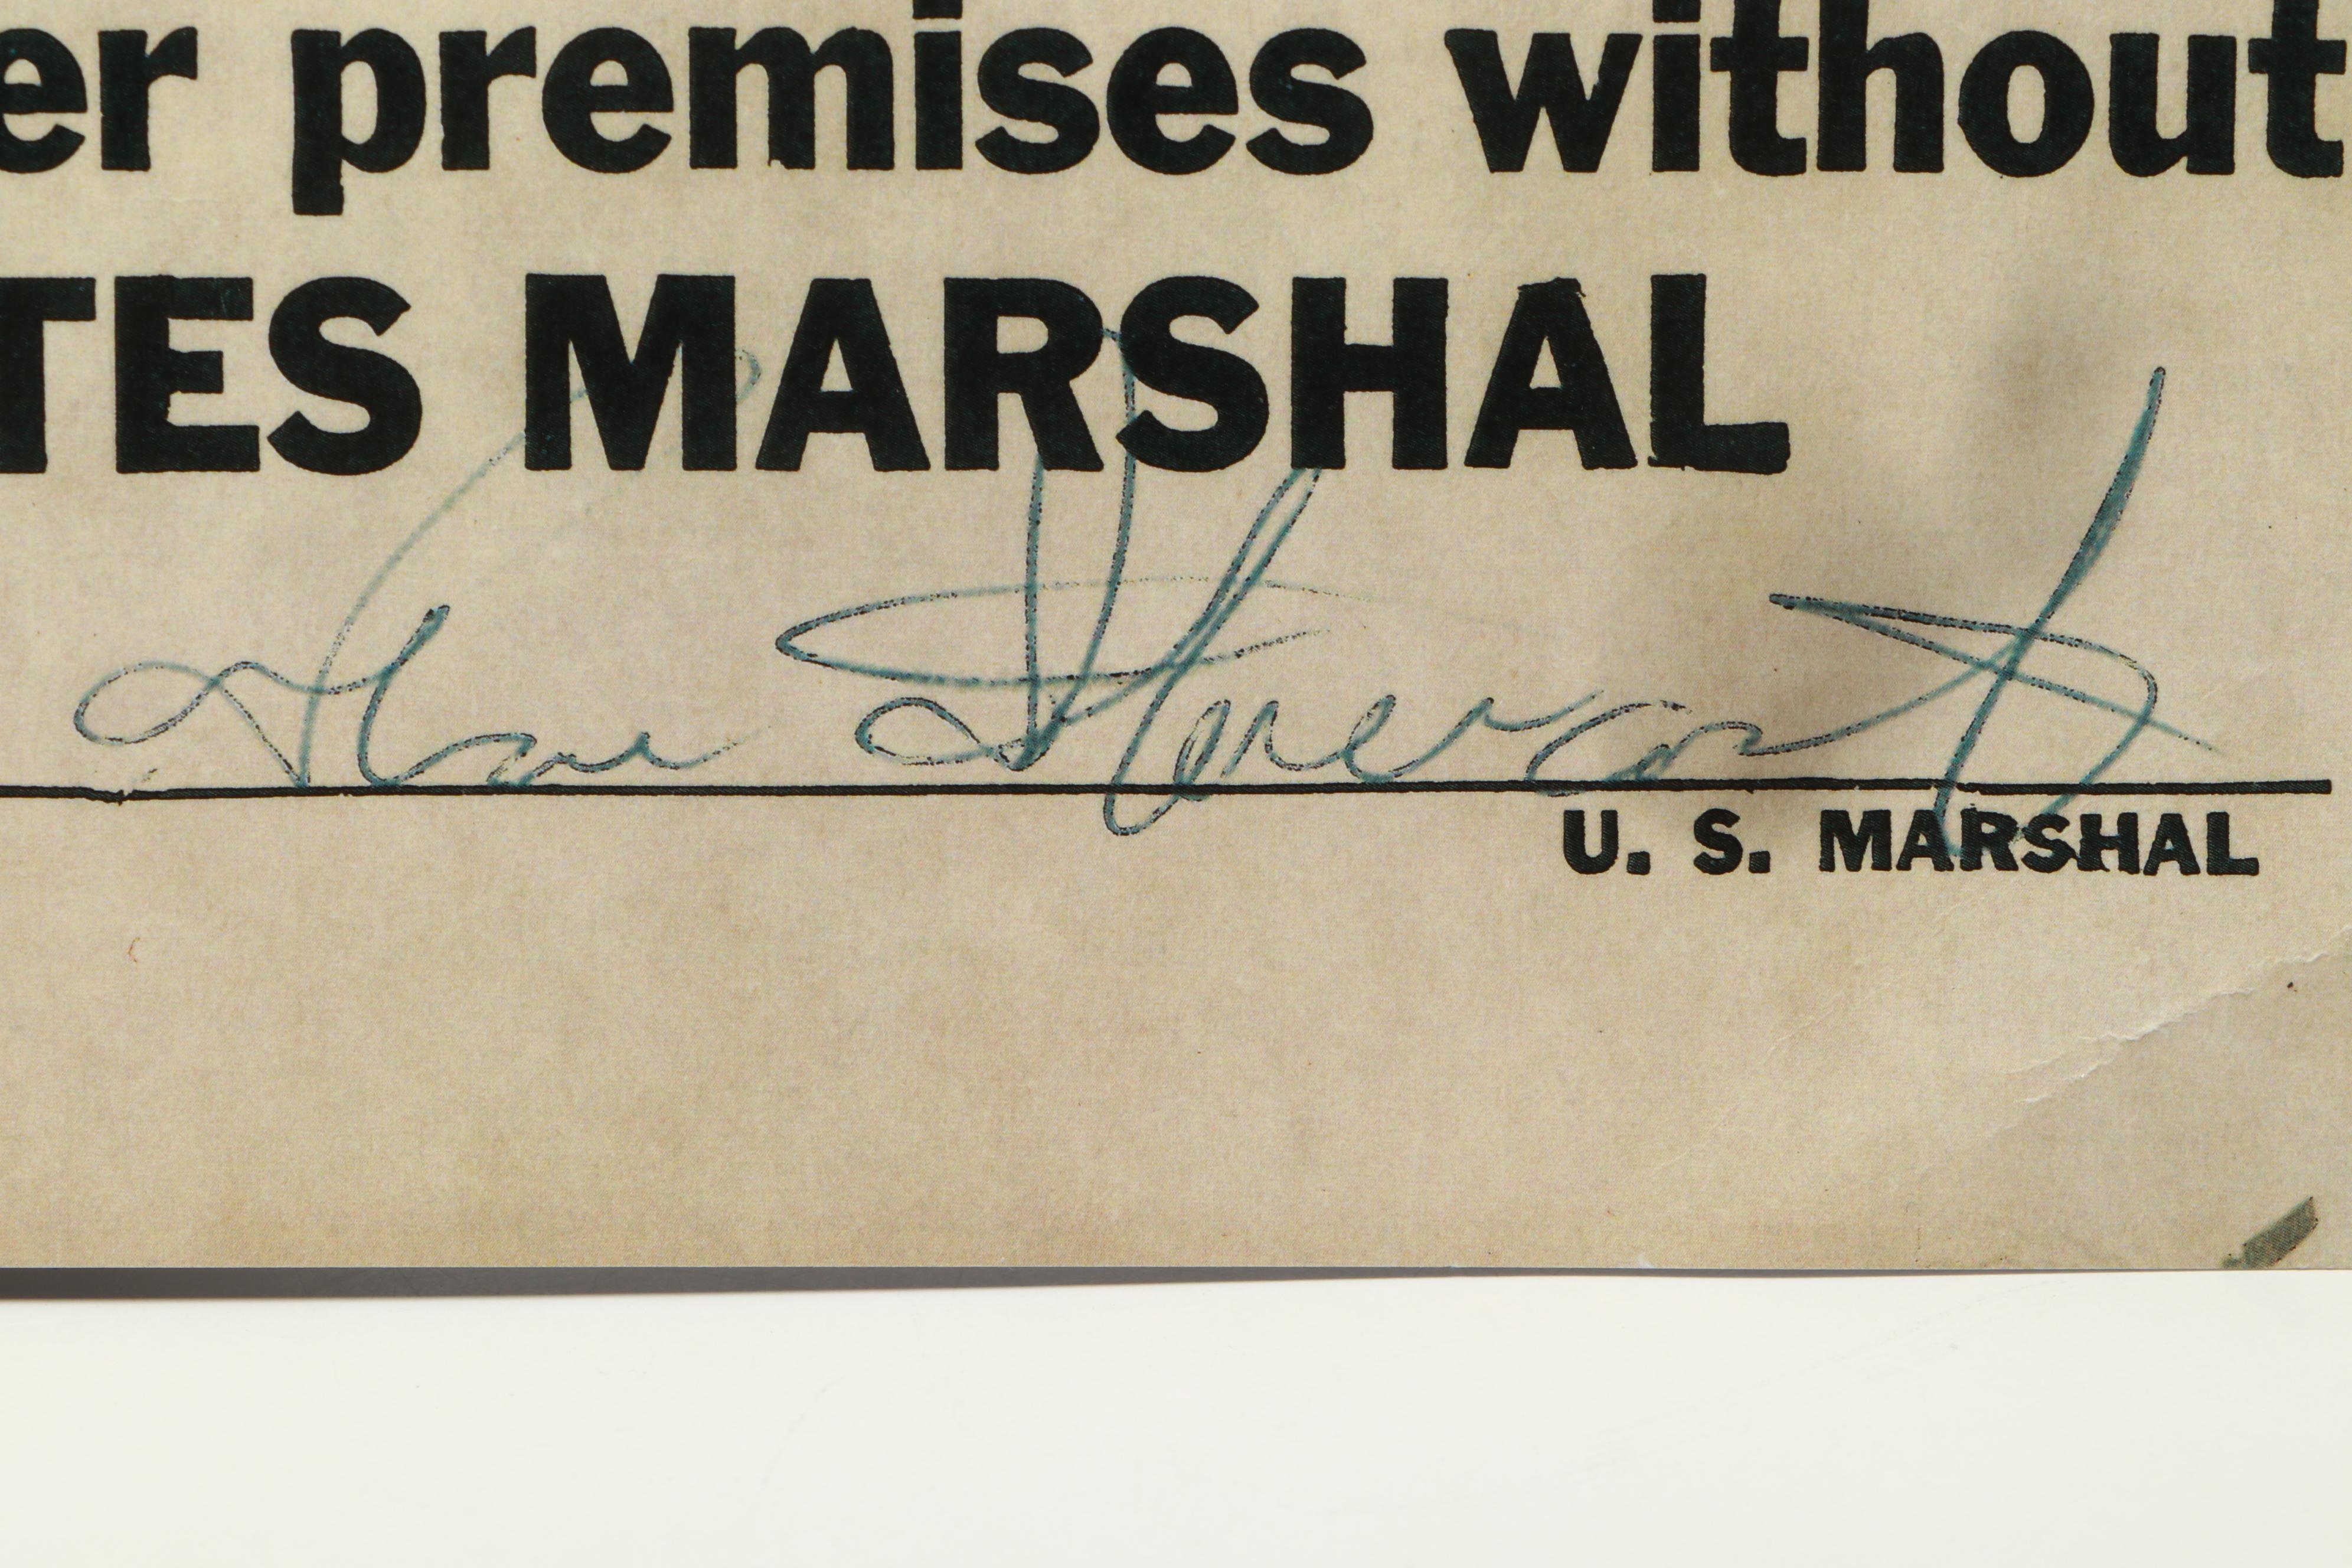 er premises without
TES MARSHAL
U. S. MARSHAL